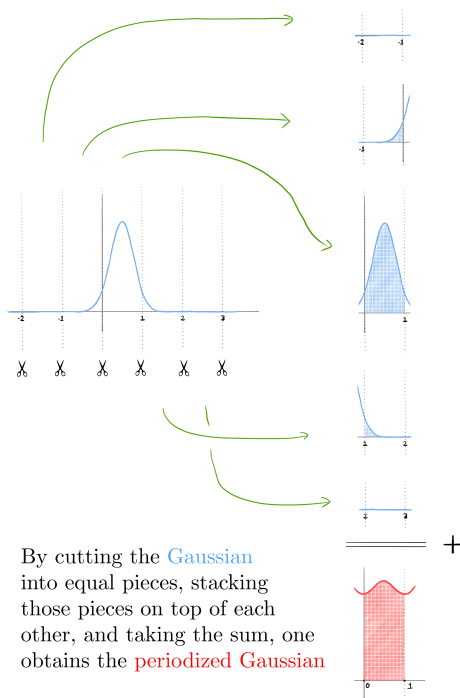 -2 -1
-1
1
-2 -1 1 2 3
1 2
2 3
+
By cutting the Gaussian
into equal pieces, stacking
those pieces on top of each
other, and taking the sum, one
obtains the periodized Gaussian
0 1